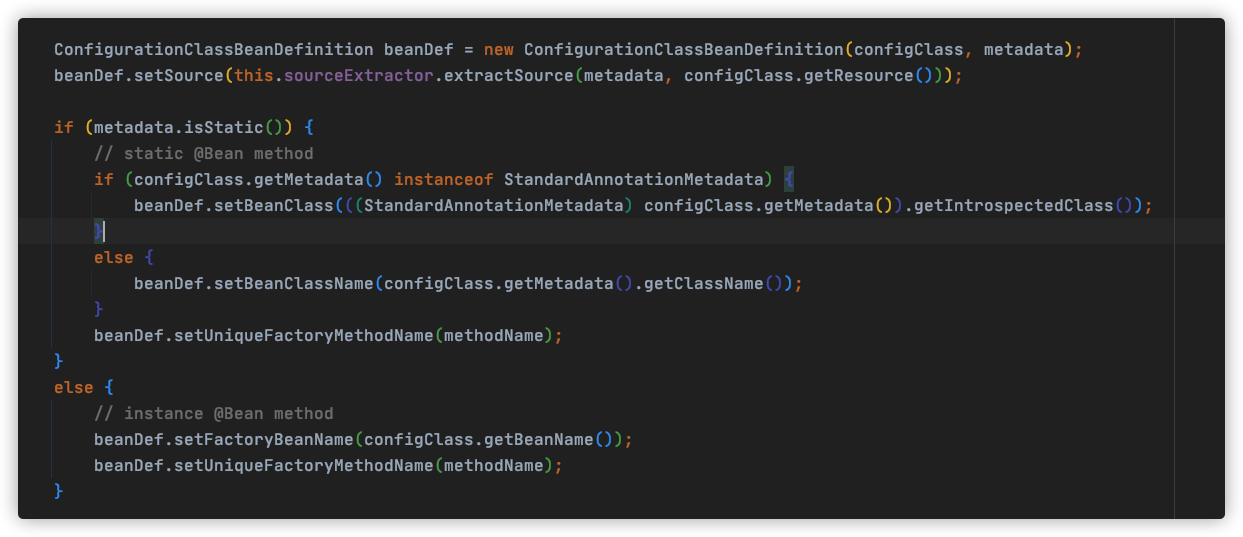 ConfigurationClassBeanDefinition beanDef = new ConfigurationClassBeanDefinition(configClass, metadata);
beanDef.setSource(this.sourceExtractor.extractSource(metadata, configClass.getResource()));
if (metadata.isStatic()) {
// static @Bean method
if (configClass.getMetadata() instanceof StandardAnnotationMetadata) {
beanDef.setBeanClass(((StandardAnnotationMetadata) configClass.getMetadata()).getIntrospectedClass());
}
else {
beanDef.setBeanClassName(configClass.getMetadata().getClassName());
}
beanDef.setUniqueFactoryMethodName(methodName);
}
else {
// instance @Bean method
beanDef.setFactoryBeanName(configClass.getBeanName());
beanDef.setUniqueFactoryMethodName(methodName);
}